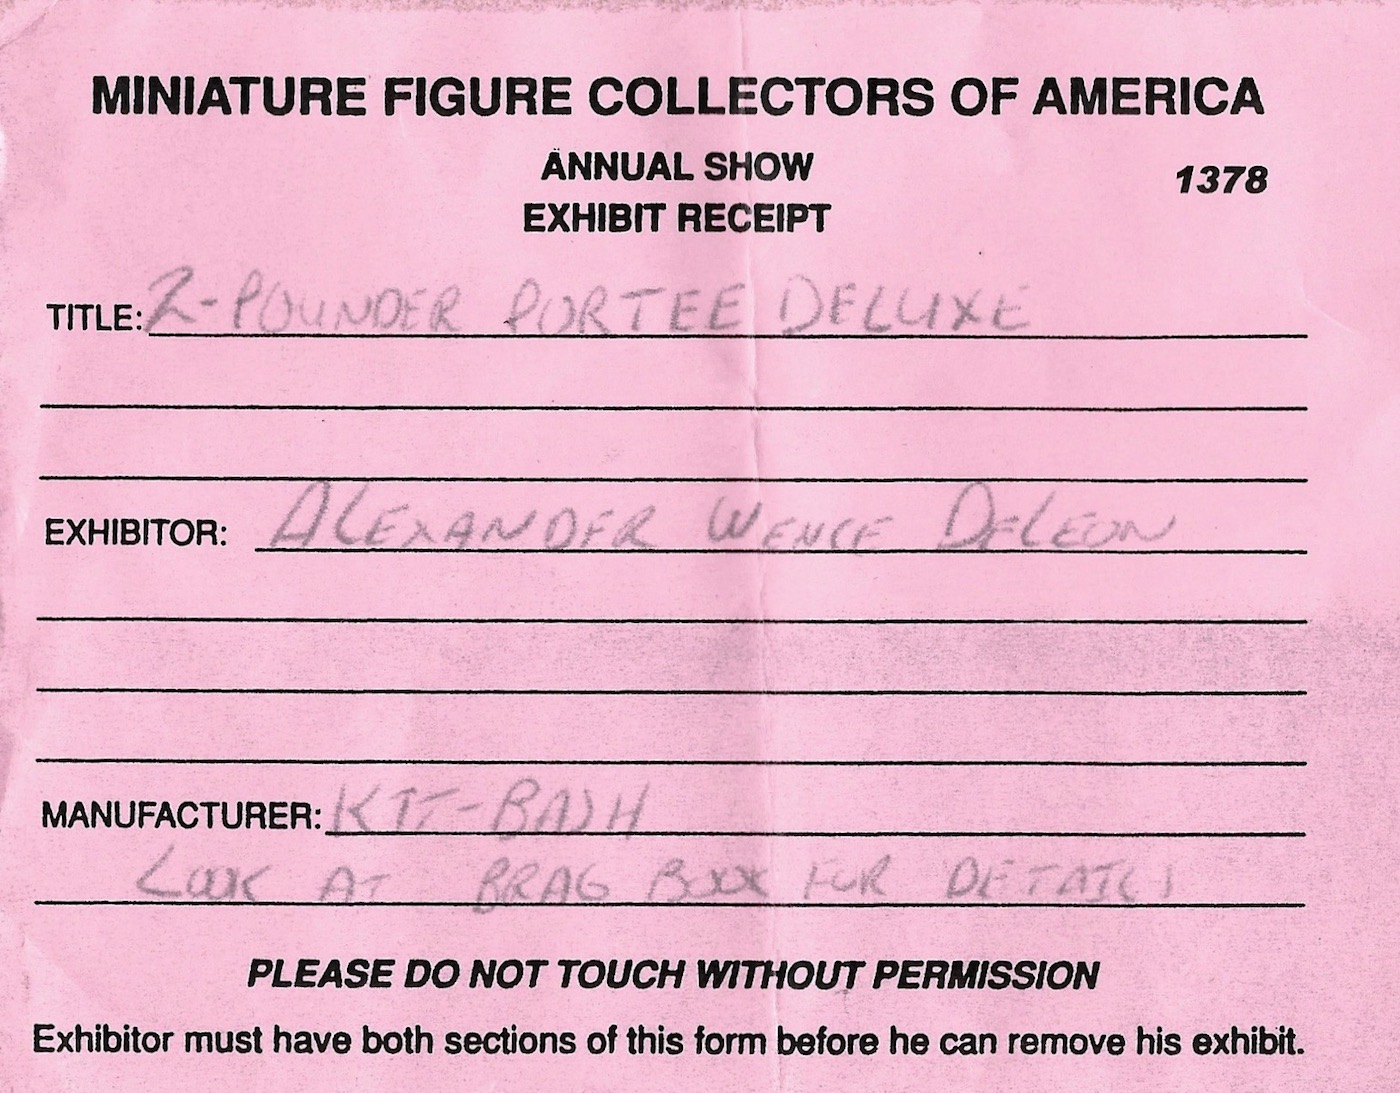 MINIATURE FIGURE COLLECTORS OF AMERICA
ANNUAL SHOW
1378
EXHIBIT RECEIPT
TITLE: 2-POUNDER PORTEE DELUXE
EXHIBITOR: ALEXANDER WENCE DELEON
MANUFACTURER: KIT-BASH
LOOK AT BRAG BOOK FOR DETAILS
PLEASE DO NOT TOUCH WITHOUT PERMISSION
Exhibitor must have both sections of this form before he can remove his exhibit.